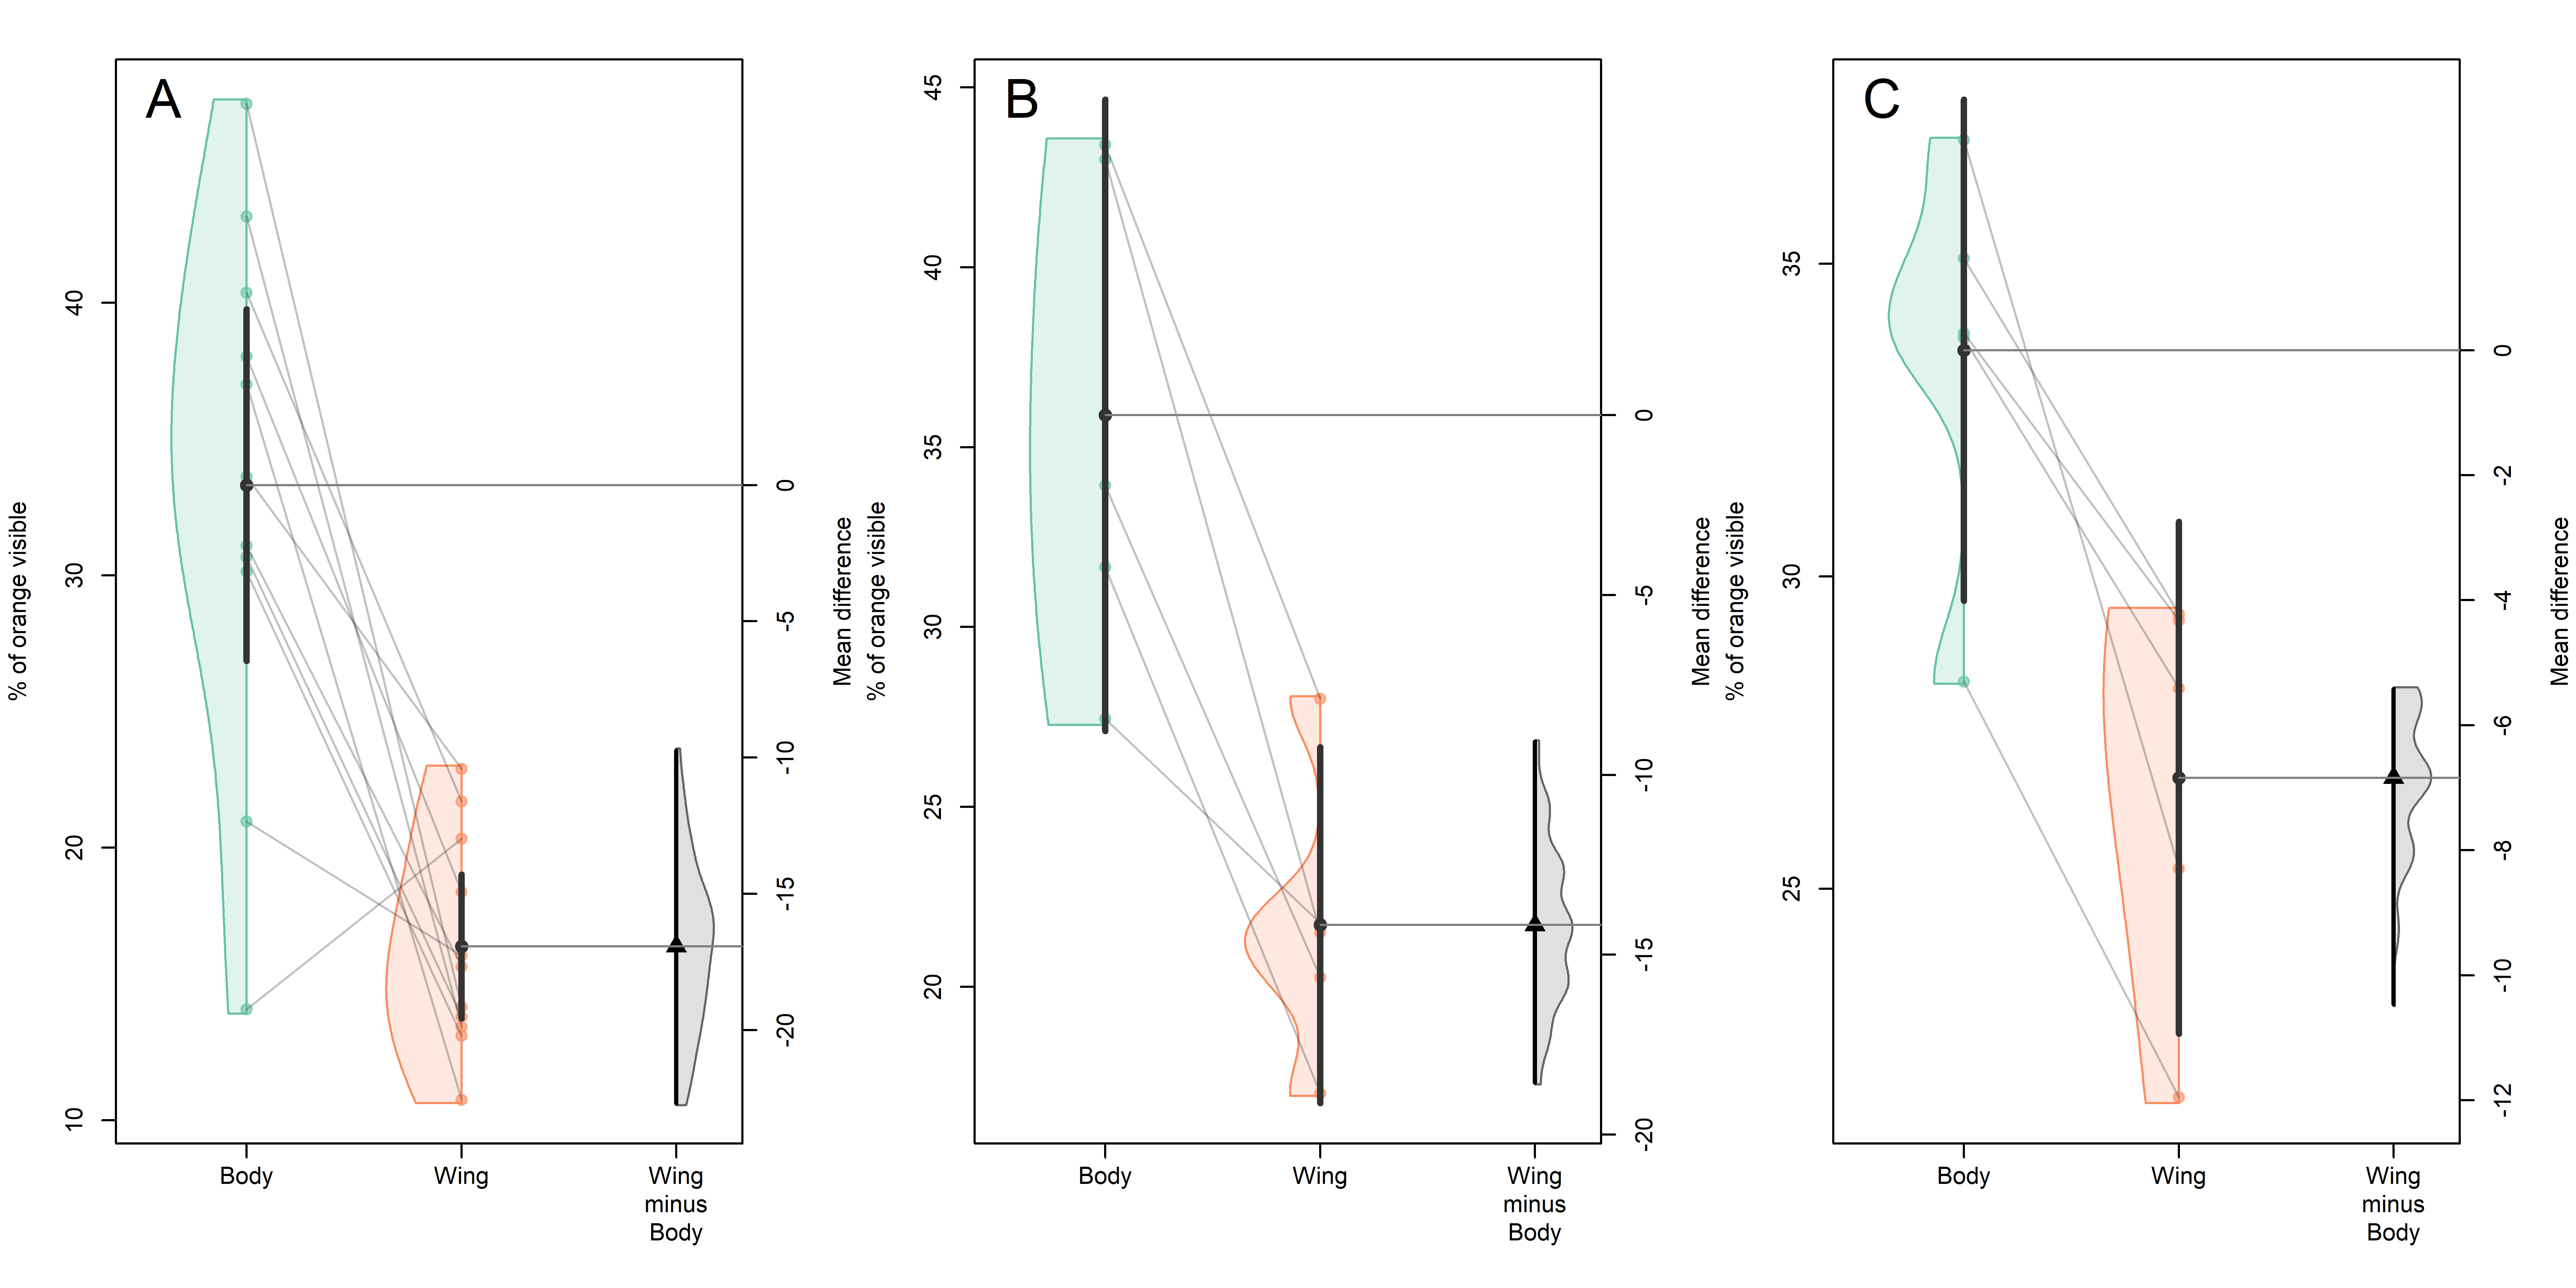 A
% of orange visible
40
30
20
10
0
-5
-10
-15
-20
Mean difference
Body
Wing
Wing
minus
Body
B
% of orange visible
45
40
35
30
25
20
0
-5
-10
-15
-20
Mean difference
Body
Wing
Wing
minus
Body
C
% of orange visible
35
30
25
0
-2
-4
-6
-8
-10
-12
Mean difference
Body
Wing
Wing
minus
Body